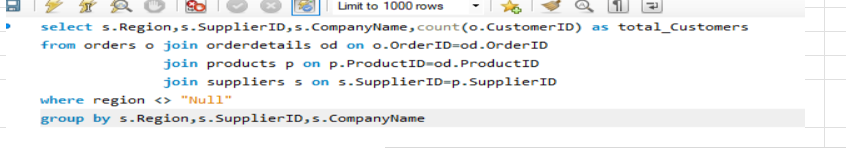 Limit to 1000 rows
select s.Region,s.SupplierID,s.CompanyName,count(o.CustomerID) as total_Customers
from orders o join orderdetails od on o.OrderID=od.OrderID
join products p on p.ProductID=od.ProductID
join suppliers s on s.SupplierID=p.SupplierID
where region <> "Null"
group by s.Region,s.SupplierID,s.CompanyName